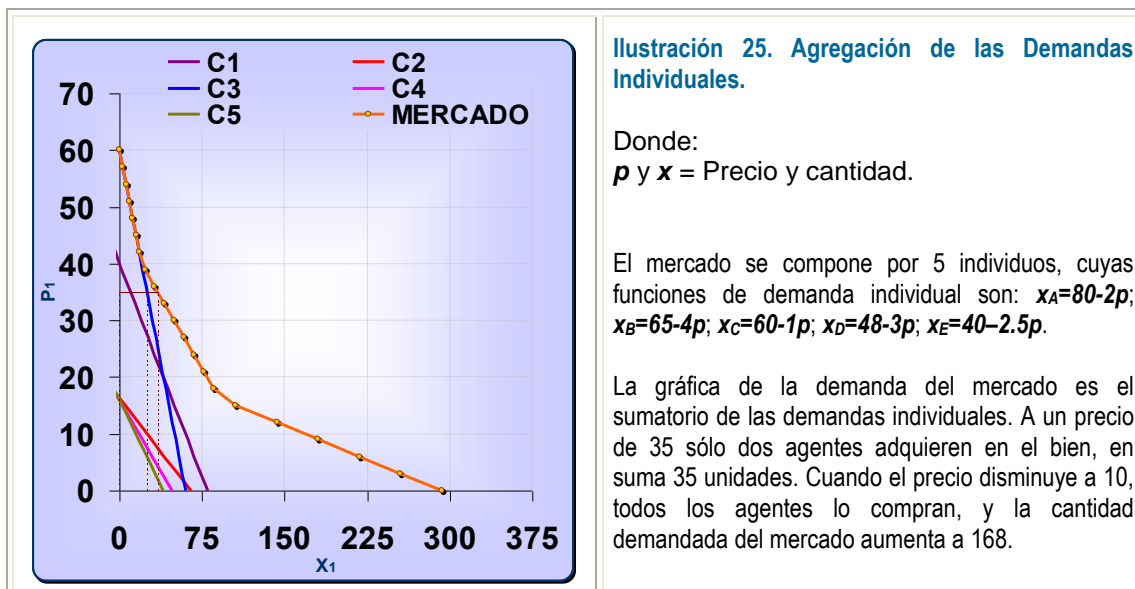 C1
C2
C3
C4
C5
MERCADO
70
60
50
40
30
20
10
0
P1
0 75 150 225 300 375
X1
Ilustración 25. Agregación de las Demandas
Individuales.
Donde:
p y x = Precio y cantidad.
El mercado se compone por 5 individuos, cuyas
funciones de demanda individual son: xA=80-2p;
xB=65-4p; xC=60-1p; xD=48-3p; xE=40–2.5p.
La gráfica de la demanda del mercado es el
sumatorio de las demandas individuales. A un precio
de 35 sólo dos agentes adquieren en el bien, en
suma 35 unidades. Cuando el precio disminuye a 10,
todos los agentes lo compran, y la cantidad
demandada del mercado aumenta a 168.